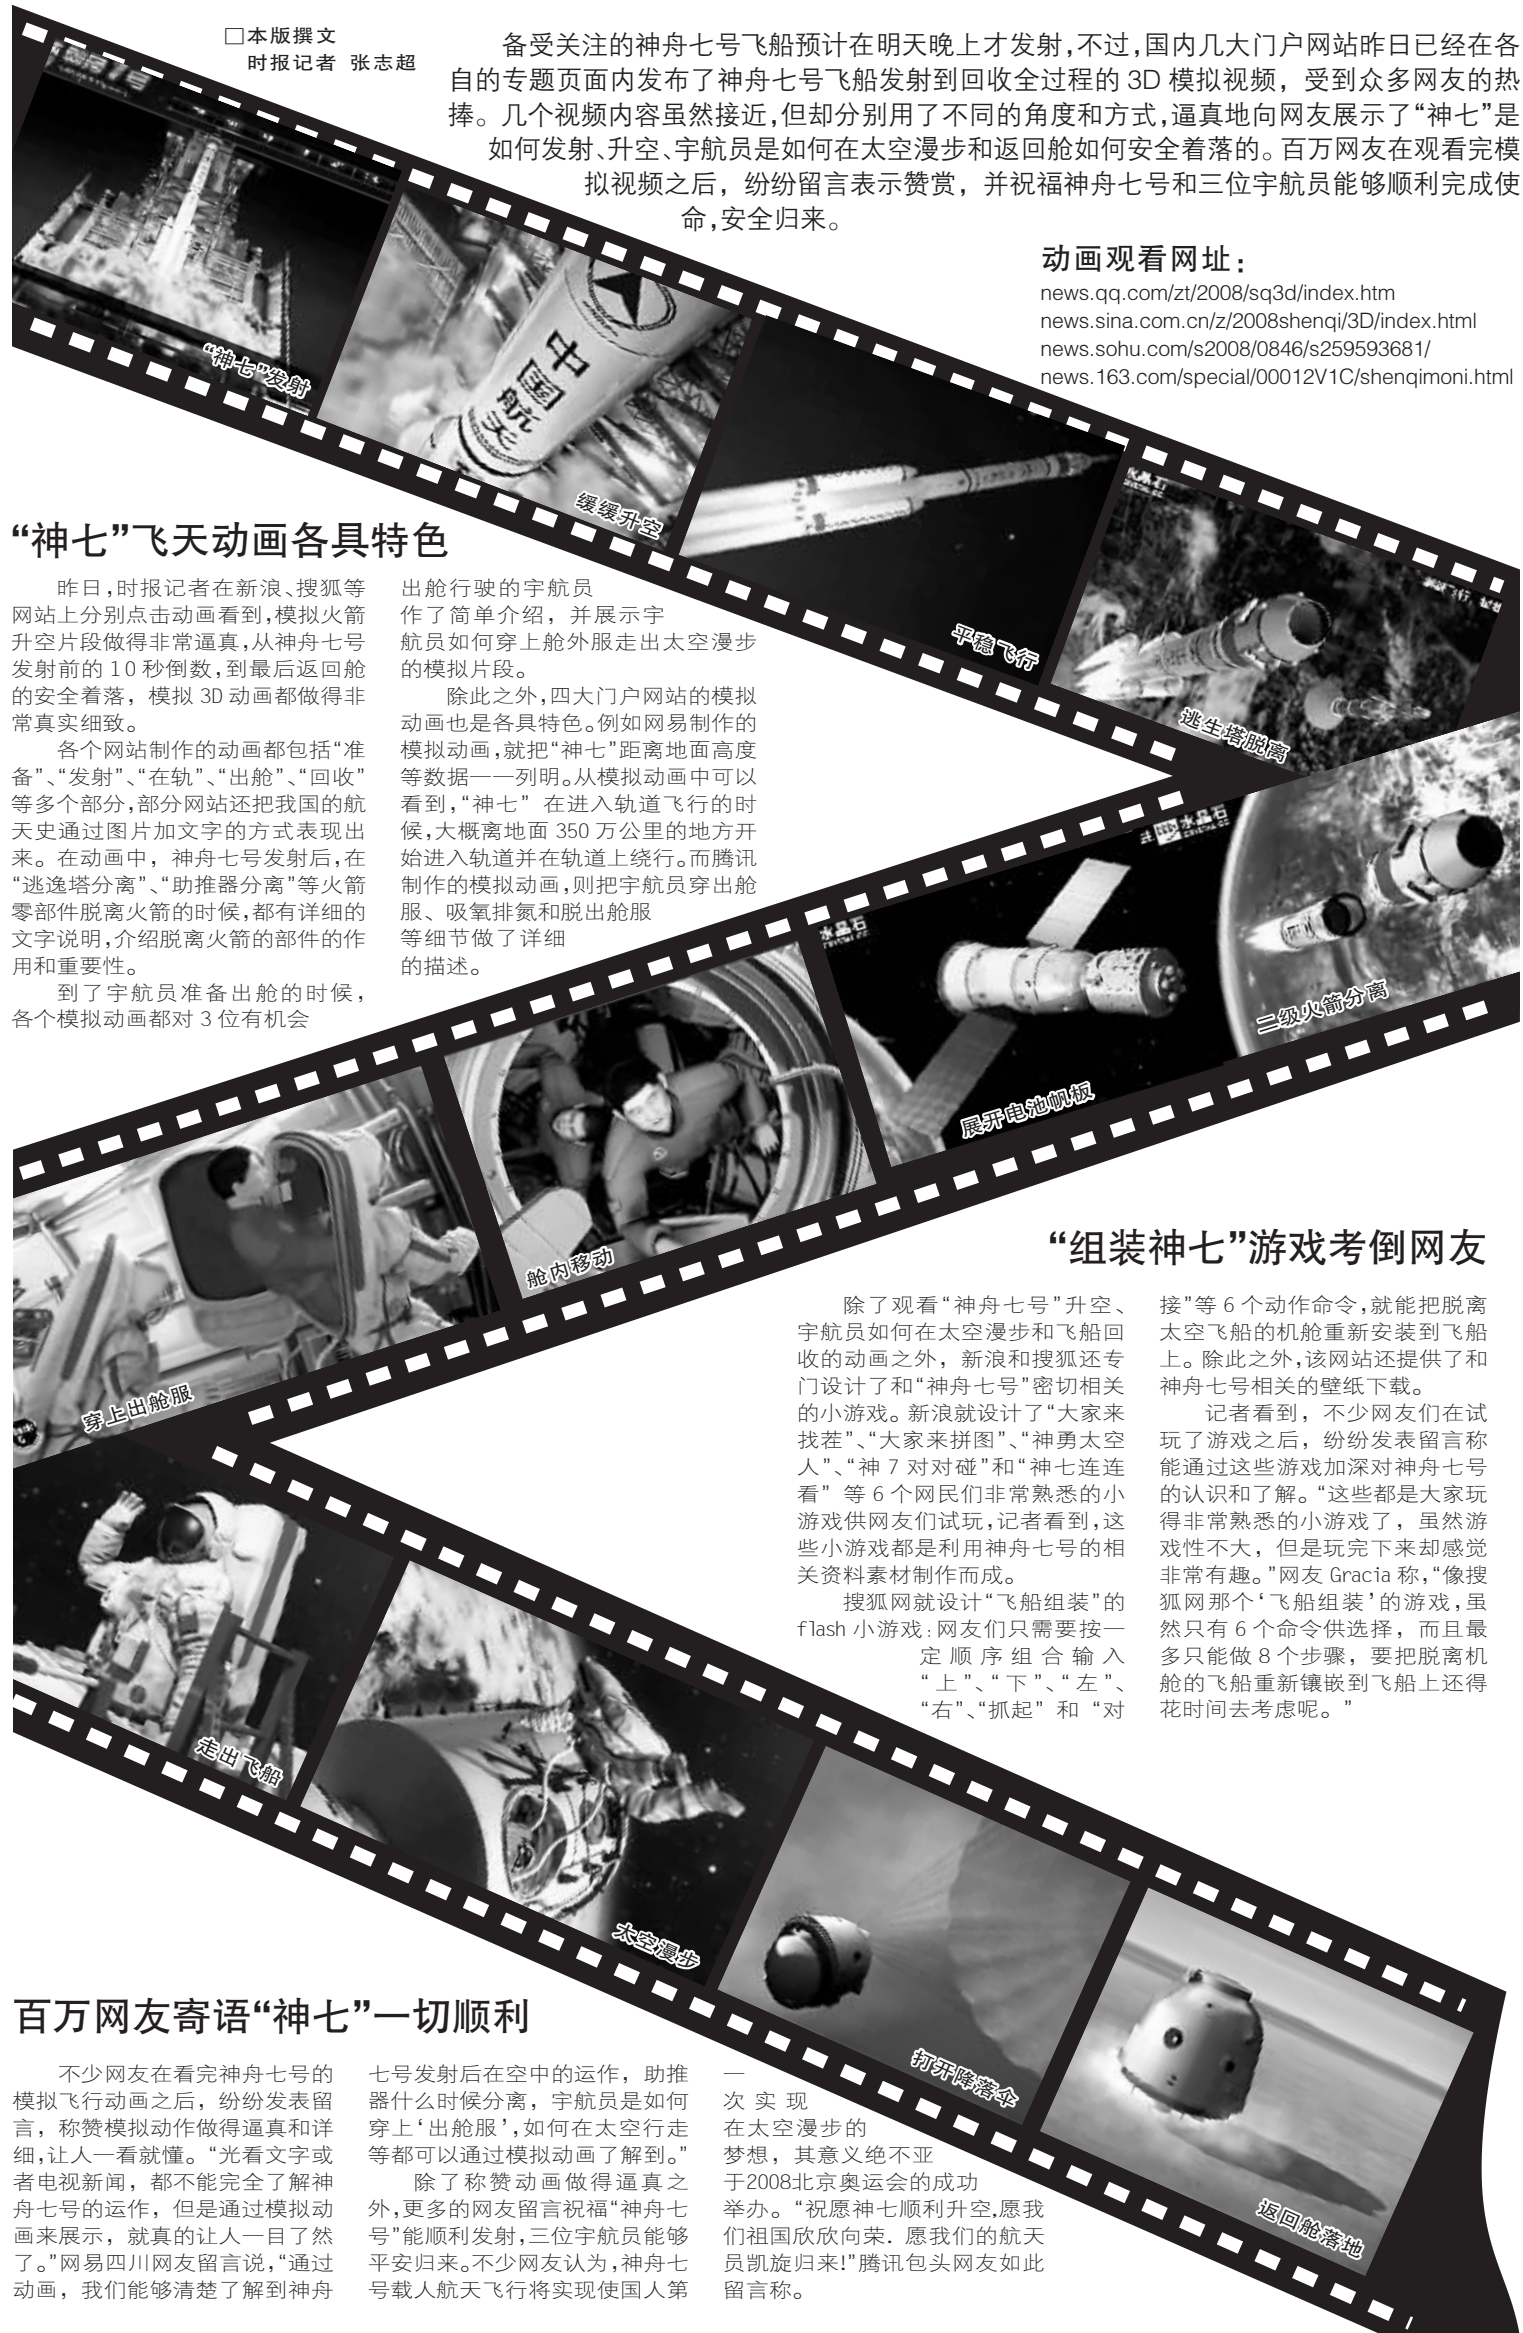 □本版撰文
时报记者 张志超
备受关注的神舟七号飞船预计在明天晚上才发射,不过,国内几大门户网站昨日已经在各
自的专题页面内发布了神舟七号飞船发射到回收全过程的 3D 模拟视频，受到众多网友的热
捧。几个视频内容虽然接近,但却分别用了不同的角度和方式,逼真地向网友展示了“神七”是
如何发射、升空、宇航员是如何在太空漫步和返回舱如何安全着落的。百万网友在观看完模
拟视频之后，纷纷留言表示赞赏，并祝福神舟七号和三位宇航员能够顺利完成使
命,安全归来。
动画观看网址：
news.qq.com/zt/2008/sq3d/index.htm
news.sina.com.cn/z/2008shenqi/3D/index.html
news.sohu.com/s2008/0846/s259593681/
news.163.com/special/00012V1C/shenqimoni.html
“神七”发射
中国航天
缓缓升空
平稳飞行
逃生塔脱离
“神七”飞天动画各具特色
昨日,时报记者在新浪、搜狐等
网站上分别点击动画看到,模拟火箭
升空片段做得非常逼真,从神舟七号
发射前的 10 秒倒数,到最后返回舱
的安全着落，模拟 3D 动画都做得非
常真实细致。
各个网站制作的动画都包括“准
备”、“发射”、“在轨”、“出舱”、“回收”
等多个部分,部分网站还把我国的航
天史通过图片加文字的方式表现出
来。在动画中，神舟七号发射后,在
“逃逸塔分离”、“助推器分离”等火箭
零部件脱离火箭的时候,都有详细的
文字说明,介绍脱离火箭的部件的作
用和重要性。
到了宇航员准备出舱的时候，
各个模拟动画都对 3 位有机会
出舱行驶的宇航员
作了简单介绍，并展示宇
航员如何穿上舱外服走出太空漫步
的模拟片段。
除此之外,四大门户网站的模拟
动画也是各具特色。例如网易制作的
模拟动画,就把“神七”距离地面高度
等数据一一列明。从模拟动画中可以
看到,“神七” 在进入轨道飞行的时
候,大概离地面 350 万公里的地方开
始进入轨道并在轨道上绕行。而腾讯
制作的模拟动画,则把宇航员穿出舱
服、吸氧排氮和脱出舱服
等细节做了详细
的描述。
水晶石
二级火箭分离
水晶石
展开电池帆板
舱内移动
穿上出舱服
“组装神七”游戏考倒网友
除了观看“神舟七号”升空、
宇航员如何在太空漫步和飞船回
收的动画之外，新浪和搜狐还专
门设计了和“神舟七号”密切相关
的小游戏。新浪就设计了“大家来
找茬”、“大家来拼图”、“神勇太空
人”、“神 7 对对碰”和“神七连连
看” 等 6 个网民们非常熟悉的小
游戏供网友们试玩,记者看到,这
些小游戏都是利用神舟七号的相
关资料素材制作而成。
搜狐网就设计“飞船组装”的
flash 小游戏:网友们只需要按一
定顺序组合输入
“上”、“下”、“左”、
“右”、“抓起” 和 “对
接”等 6 个动作命令,就能把脱离
太空飞船的机舱重新安装到飞船
上。除此之外,该网站还提供了和
神舟七号相关的壁纸下载。
记者看到，不少网友们在试
玩了游戏之后，纷纷发表留言称
能通过这些游戏加深对神舟七号
的认识和了解。“这些都是大家玩
得非常熟悉的小游戏了，虽然游
戏性不大，但是玩完下来却感觉
非常有趣。”网友 Gracia 称,“像搜
狐网那个‘飞船组装’的游戏,虽
然只有 6 个命令供选择，而且最
多只能做 8 个步骤，要把脱离机
舱的飞船重新镶嵌到飞船上还得
花时间去考虑呢。”
走出飞船
太空漫步
打开降落伞
返回舱落地
百万网友寄语“神七”一切顺利
不少网友在看完神舟七号的
模拟飞行动画之后，纷纷发表留
言，称赞模拟动作做得逼真和详
细,让人一看就懂。“光看文字或
者电视新闻，都不能完全了解神
舟七号的运作，但是通过模拟动
画来展示，就真的让人一目了然
了。”网易四川网友留言说,“通过
动画，我们能够清楚了解到神舟
七号发射后在空中的运作，助推
器什么时候分离，宇航员是如何
穿上‘出舱服’,如何在太空行走
等都可以通过模拟动画了解到。”
除了称赞动画做得逼真之
外,更多的网友留言祝福“神舟七
号”能顺利发射,三位宇航员能够
平安归来。不少网友认为,神舟七
号载人航天飞行将实现使国人第
一
次实现
在太空漫步的
梦想，其意义绝不亚
于2008北京奥运会的成功
举办。“祝愿神七顺利升空,愿我
们祖国欣欣向荣. 愿我们的航天
员凯旋归来!”腾讯包头网友如此
留言称。